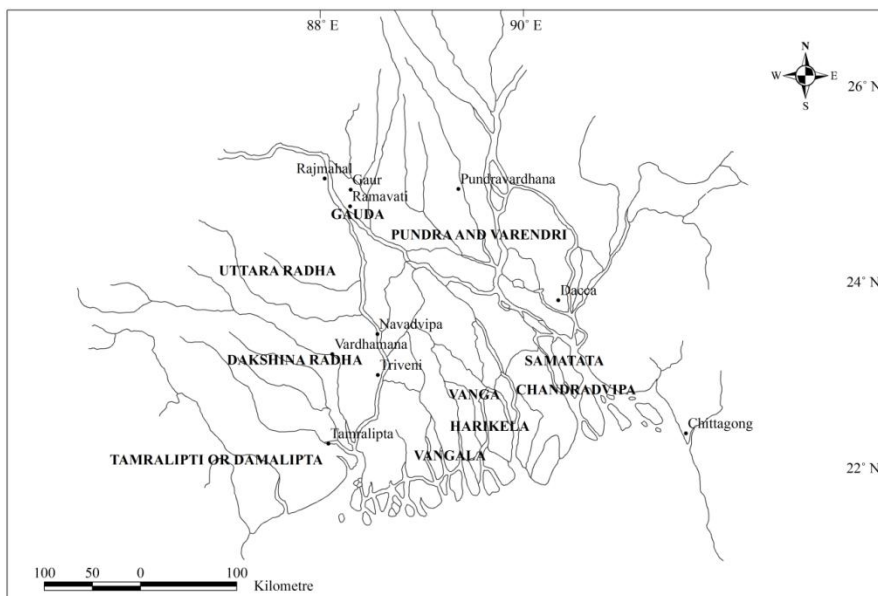 88° E
90° E
N
W
E
S
26° N
Rajmahal
Gaur
Ramavati
GAUDA
Pundravardhana
PUNDRA AND VARENDRI
UTTARA RADHA
24° N
Dacca
Navadvipa
Vardhamana
DAKSHINA RADHA
Triveni
SAMATATA
CHANDRADVIPA
VANGA
HARIKELA
Chittagong
Tamralipta
TAMRALIPTI OR DAMALIPTA
VANGALA
22° N
100 50 0 100
Kilometre